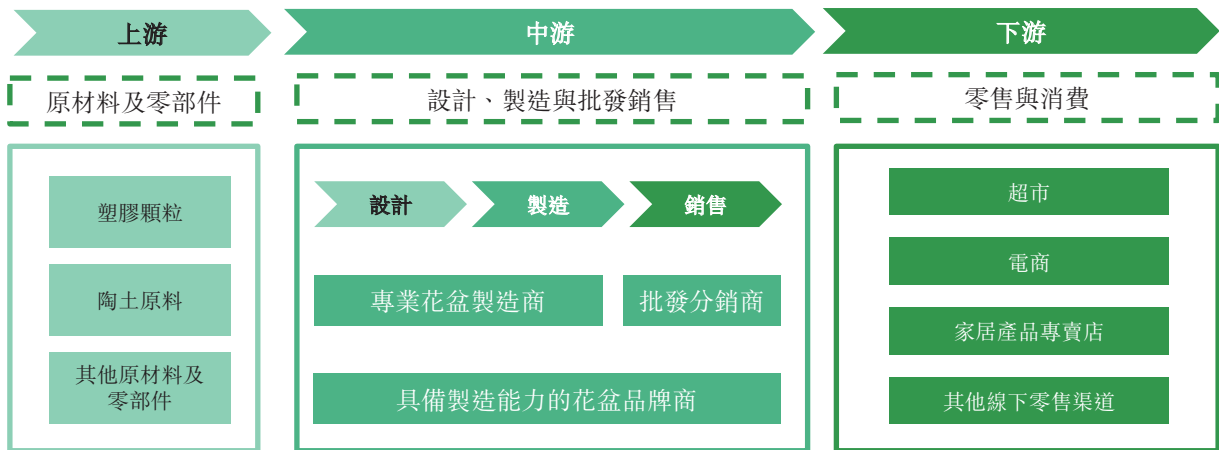 上游
中游
下游
原材料及零部件
設計、製造與批發銷售
零售與消費
塑膠顆粒
陶土原料
其他原材料及
零部件
設計
製造
銷售
專業花盆製造商
批發分銷商
具備製造能力的花盆品牌商
超市
電商
家居產品專賣店
其他線下零售渠道